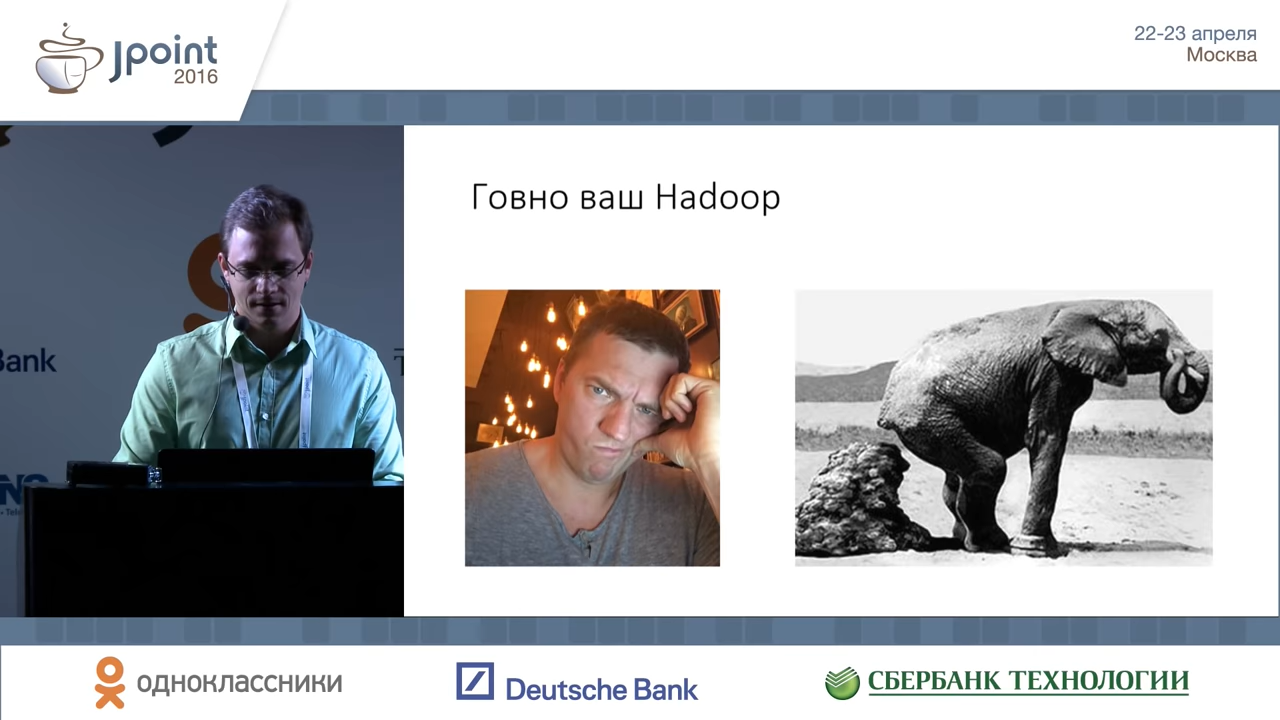 Jpoint
2016
22-23 апреля
Москва
Bank
Говно ваш Hadoop
одноклассники
Deutsche Bank
СБЕРБАНК ТЕХНОЛОГИИ